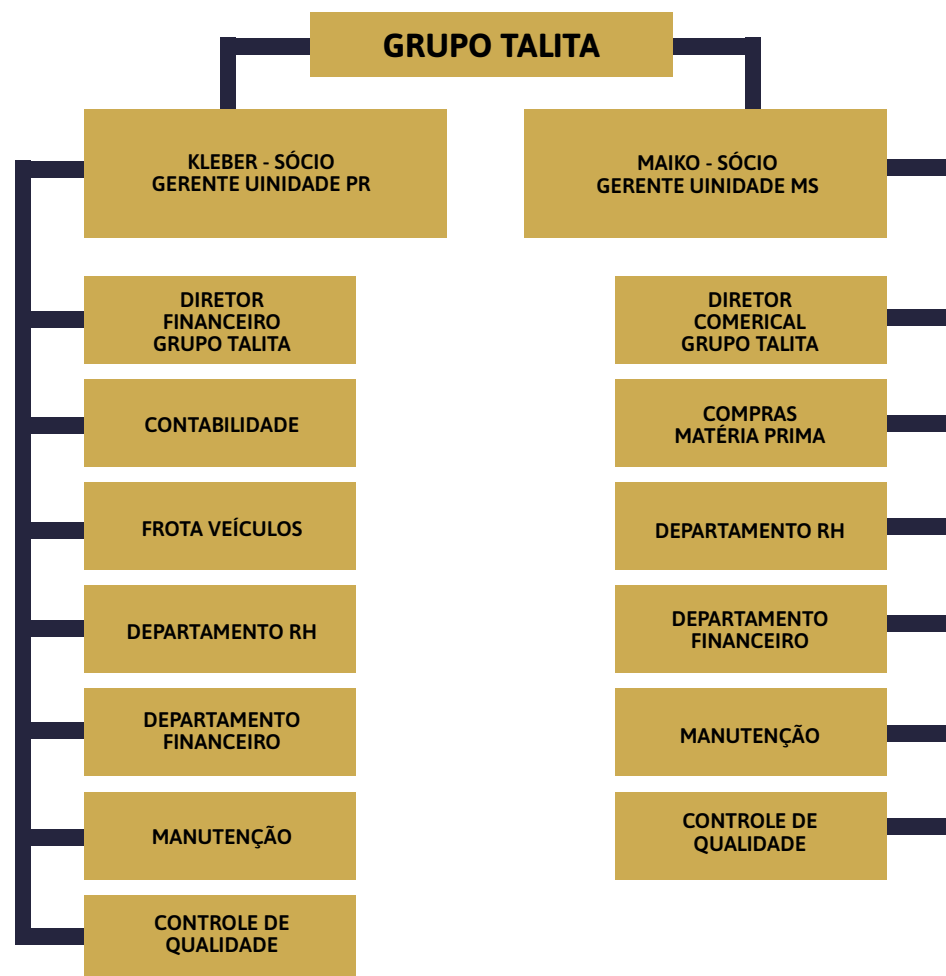 GRUPO TALITA
KLEBER - SÓCIO
GERENTE UINIDADE PR
DIRETOR
FINANCEIRO
GRUPO TALITA
CONTABILIDADE
FROTA VEÍCULOS
DEPARTAMENTO RH
DEPARTAMENTO
FINANCEIRO
MANUTENÇÃO
CONTROLE DE
QUALIDADE
MAIKO - SÓCIO
GERENTE UINIDADE MS
DIRETOR
COMERICAL
GRUPO TALITA
COMPRAS
MATÉRIA PRIMA
DEPARTAMENTO RH
DEPARTAMENTO
FINANCEIRO
MANUTENÇÃO
CONTROLE DE
QUALIDADE